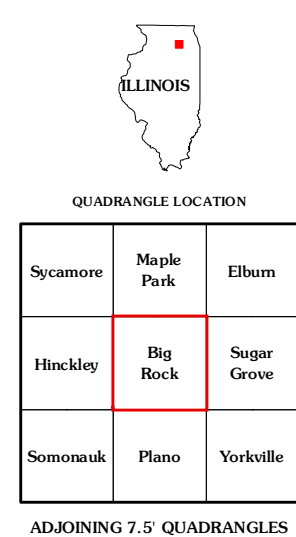 ILLINOIS
QUADRANGLE LOCATION
Sycamore
Maple
Park
Elburn
Hinckley
Big
Rock
Sugar
Grove
Somonauk
Plano
Yorkville
ADJOINING 7.5' QUADRANGLES